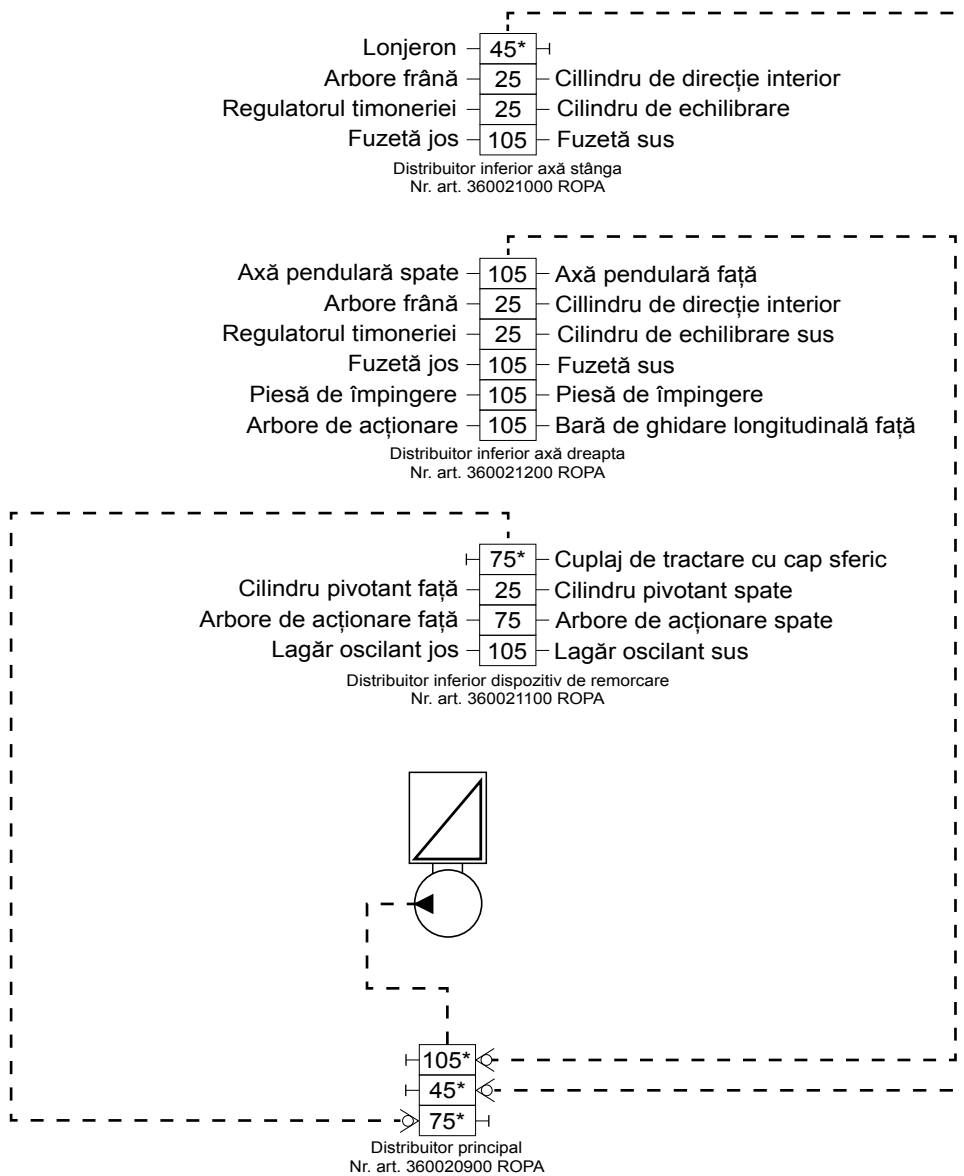 Lonjeron 45*
Arbore frână 25 Cillindru de direcție interior
Regulatorul timoneriei 25 Cilindru de echilibrare
Fuzetă jos 105 Fuzetă sus
Distribuitor inferior axă stânga
Nr. art. 360021000 ROPA
Axă pendulară spate 105 Axă pendulară față
Arbore frână 25 Cillindru de direcție interior
Regulatorul timoneriei 25 Cilindru de echilibrare sus
Fuzetă jos 105 Fuzetă sus
Piesă de împingere 105 Piesă de împingere
Arbore de acționare 105 Bară de ghidare longitudinală față
Distribuitor inferior axă dreapta
Nr. art. 360021200 ROPA
75* Cuplaj de tractare cu cap sferic
Cilindru pivotant față 25 Cilindru pivotant spate
Arbore de acționare față 75 Arbore de acționare spate
Lagăr oscilant jos 105 Lagăr oscilant sus
Distribuitor inferior dispozitiv de remorcare
Nr. art. 360021100 ROPA
105*
45*
75*
Distribuitor principal
Nr. art. 360020900 ROPA